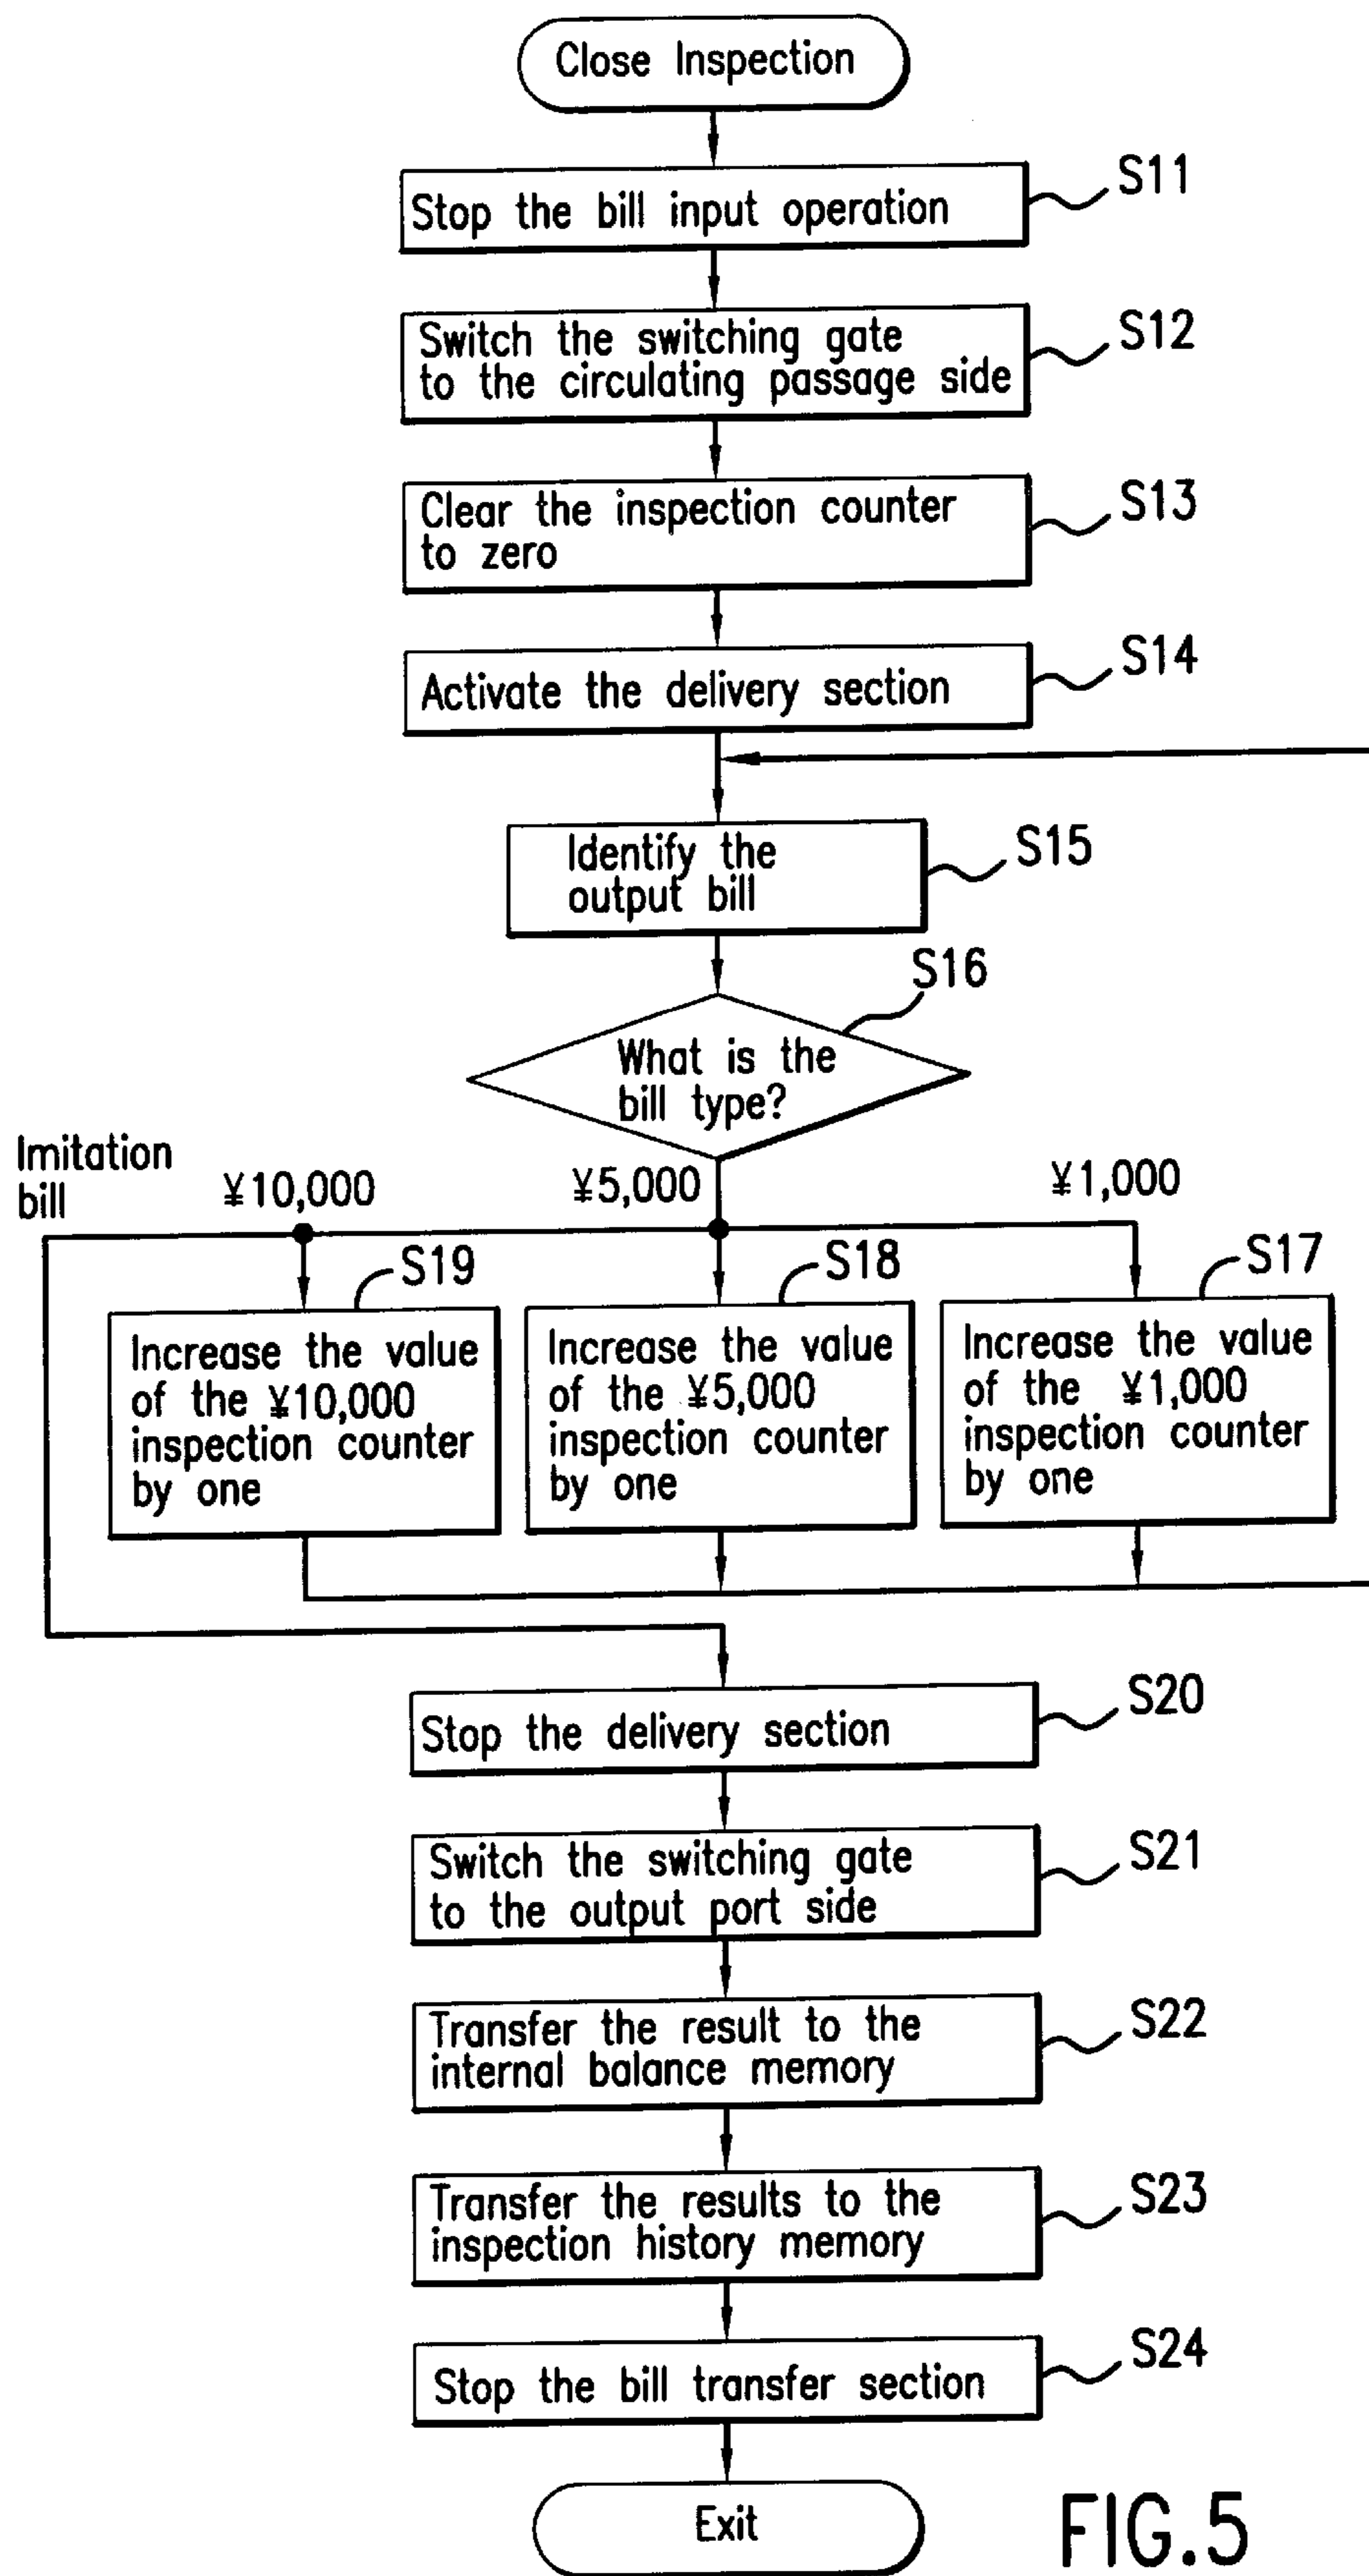 Close Inspection
Stop the bill input operation
S11
Switch the switching gate
to the circulating passage side
S12
Clear the inspection counter
to zero
S13
Activate the delivery section
S14
Identify the
output bill
S15
S16
What is the
bill type?
Imitation
bill
¥10,000
¥5,000
¥1,000
S19
S18
S17
Increase the value
of the ¥10,000
inspection counter
by one
Increase the value
of the ¥5,000
inspection counter
by one
Increase the value
of the ¥1,000
inspection counter
by one
Stop the delivery section
S20
Switch the switching gate
to the output port side
S21
Transfer the result to the
internal balance memory
S22
Transfer the results to the
inspection history memory
S23
Stop the bill transfer section
S24
Exit
FIG.5